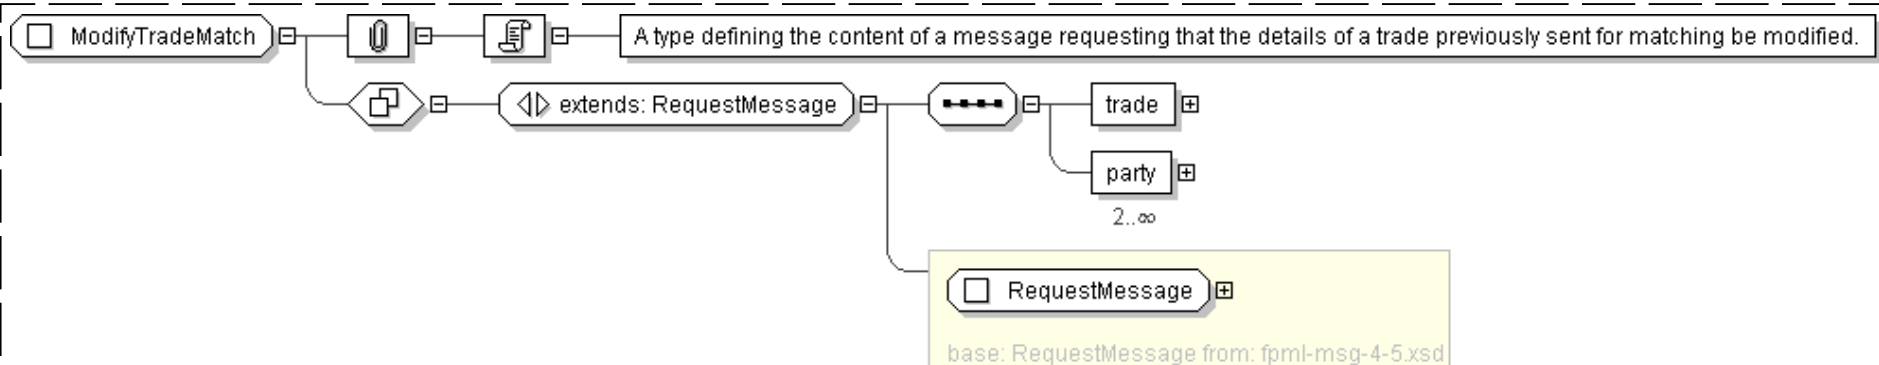 ModifyTradeMatch
A type defining the content of a message requesting that the details of a trade previously sent for matching be modified.
extends: RequestMessage
trade
party
2..∞
RequestMessage
base: RequestMessage from: fpml-msg-4-5.xsd